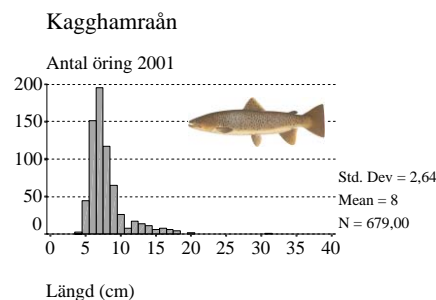 Kagghamraån
Antal öring 2001
200
150
100
50
0
Std. Dev = 2,64
Mean = 8
N = 679,00
0 5 10 15 20 25 30 35 40
Längd (cm)